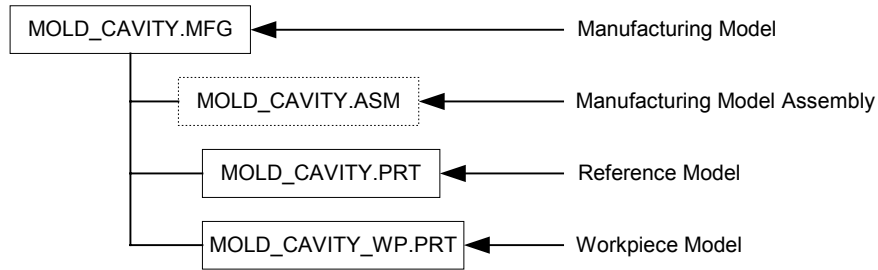 MOLD_CAVITY.MFG Manufacturing Model
MOLD_CAVITY.ASM Manufacturing Model Assembly
MOLD_CAVITY.PRT Reference Model
MOLD_CAVITY_WP.PRT Workpiece Model